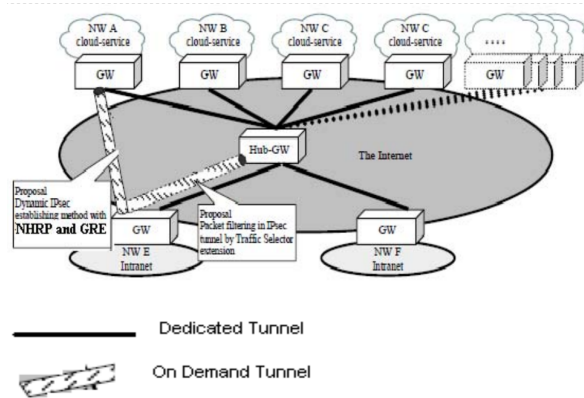 NW A
cloud-service
NW B
cloud-service
NW C
cloud-service
NW C
cloud-service
....
GW
GW
GW
GW
GW
Hub-GW
The Internet
Proposal
Dynamic IPsec
establishing method with
NHRP and GRE
Proposal
Packet filtering in IPsec
tunnel by Traffic Selector
extension
GW
NW E
Intranet
GW
NW F
Intranet
Dedicated Tunnel
On Demand Tunnel